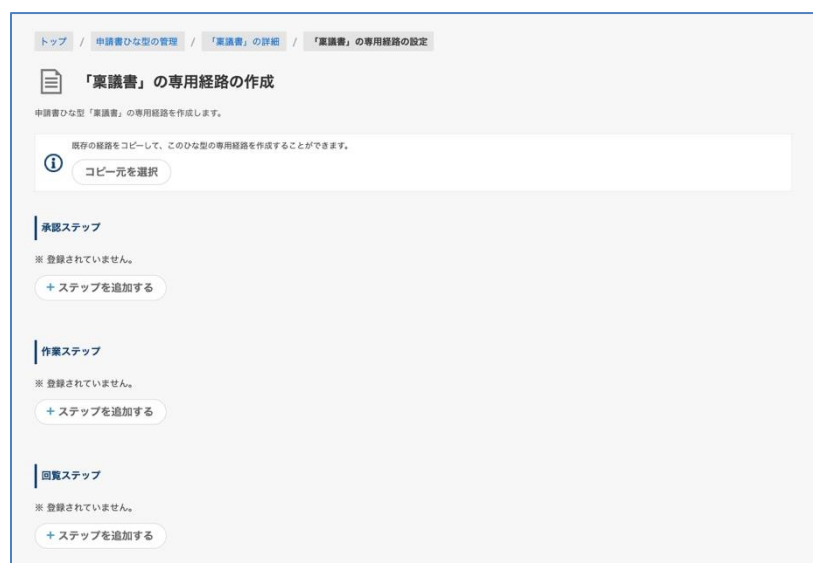 トップ / 申請書ひな型の管理 / 「稟議書」の詳細 / 「稟議書」の専用経路の設定
「稟議書」の専用経路の作成
申請書ひな型「稟議書」の専用経路を作成します。
既存の経路をコピーして、このひな型の専用経路を作成することができます。
コピー元を選択
承認ステップ
※ 登録されていません。
+ ステップを追加する
作業ステップ
※ 登録されていません。
+ ステップを追加する
回覧ステップ
※ 登録されていません。
+ ステップを追加する